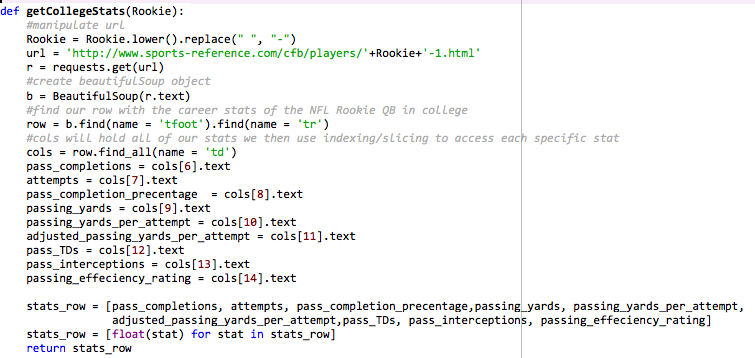 def getCollegeStats(Rookie):
    #manipulate url
    Rookie = Rookie.lower().replace(" ", "-")
    url = 'http://www.sports-reference.com/cfb/players/'+Rookie+'-1.html'
    r = requests.get(url)
    #create beautifulSoup object
    b = BeautifulSoup(r.text)
    #find our row with the career stats of the NFL Rookie QB in college
    row = b.find(name = 'tfoot').find(name = 'tr')
    #cols will hold all of our stats we then use indexing/slicing to access each specific stat
    cols = row.find_all(name = 'td')
    pass_completions = cols[6].text
    attempts = cols[7].text
    pass_completion_precentage  = cols[8].text
    passing_yards = cols[9].text
    passing_yards_per_attempt = cols[10].text
    adjusted_passing_yards_per_attempt = cols[11].text
    pass_TDs = cols[12].text
    pass_interceptions = cols[13].text
    passing_effeciency_rating = cols[14].text

    stats_row = [pass_completions, attempts, pass_completion_precentage,passing_yards, passing_yards_per_attempt,
                 adjusted_passing_yards_per_attempt,pass_TDs, pass_interceptions, passing_effeciency_rating]
    stats_row = [float(stat) for stat in stats_row]
    return stats_row